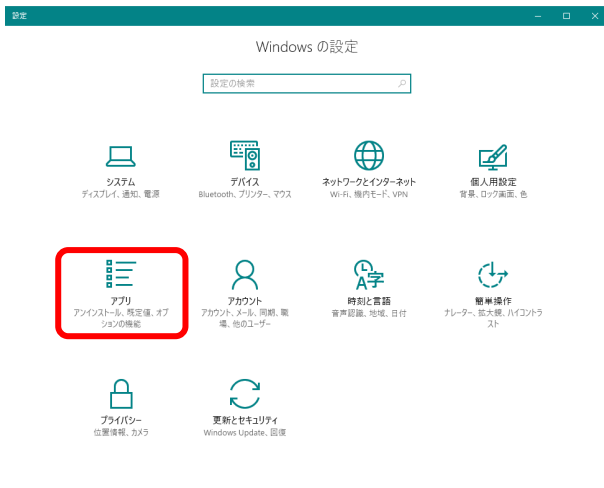 設定
Windows の設定
設定の検索
システム
ディスプレイ、通知、電源
デバイス
Bluetooth、プリンター、マウス
ネットワークとインターネット
Wi-Fi、機内モード、VPN
個人用設定
背景、ロック画面、色
アプリ
アンインストール、既定値、オプ
ションの機能
アカウント
アカウント、メール、同期、職
場、他のユーザー
時刻と言語
音声認識、地域、日付
簡単操作
ナレーター、拡大鏡、ハイコントラ
スト
プライバシー
位置情報、カメラ
更新とセキュリティ
Windows Update、回復